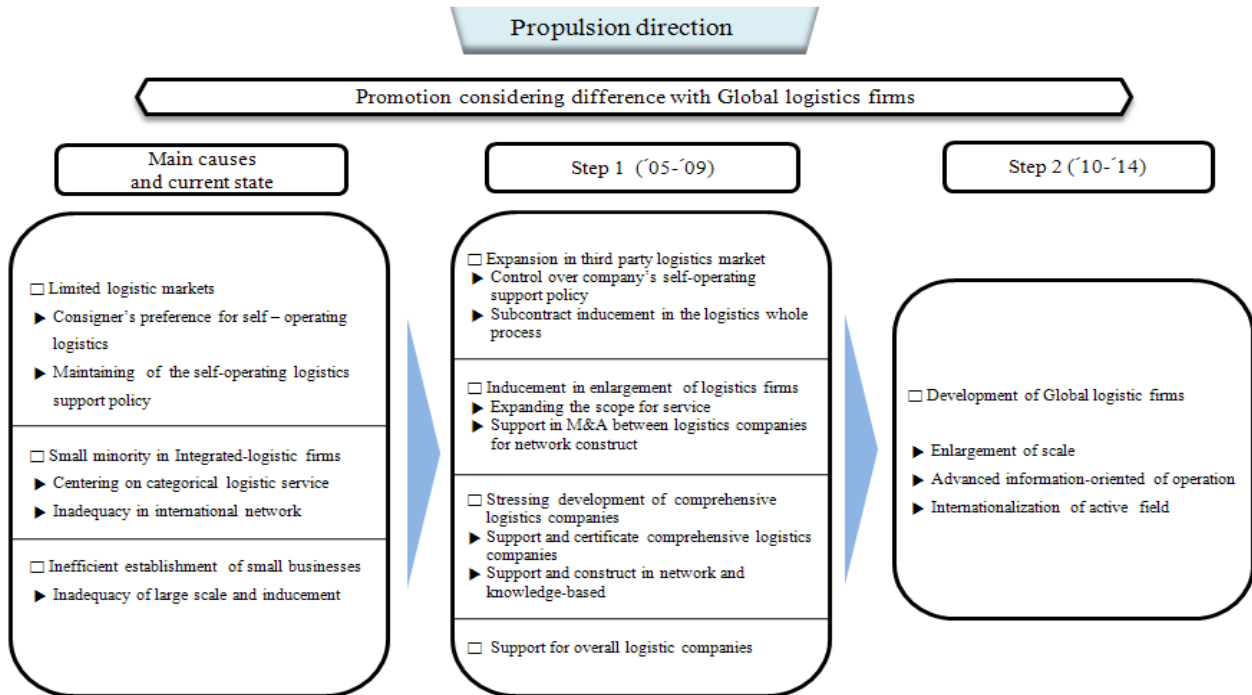 Propulsion direction
Promotion considering difference with Global logistics firms
Main causes
and current state
□ Limited logistic markets
▶ Consigner's preference for self – operating
logistics
▶ Maintaining of the self-operating logistics
support policy
□ Small minority in Integrated-logistic firms
▶ Centering on categorical logistic service
▶ Inadequacy in international network
□ Inefficient establishment of small businesses
▶ Inadequacy of large scale and inducement
Step 1 (´05-´09)
□ Expansion in third party logistics market
▶ Control over company's self-operating
support policy
▶ Subcontract inducement in the logistics whole
process
□ Inducement in enlargement of logistics firms
▶ Expanding the scope for service
▶ Support in M&A between logistics companies
for network construct
□ Stressing development of comprehensive
logistics companies
▶ Support and certificate comprehensive logistics
companies
▶ Support and construct in network and
knowledge-based
□ Support for overall logistic companies
Step 2 (´10-´14)
□ Development of Global logistic firms
▶ Enlargement of scale
▶ Advanced information-oriented of operation
▶ Internationalization of active field